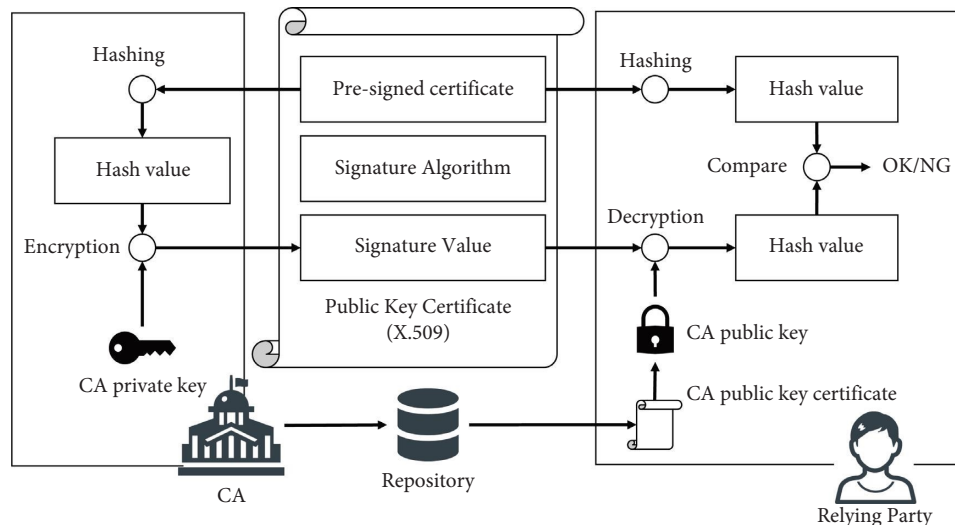 Hashing
Hash value
Encryption
CA private key
CA
Pre-signed certificate
Signature Algorithm
Signature Value
Public Key Certificate
(X.509)
Repository
Hashing
Hash value
Compare
OK/NG
Decryption
Hash value
CA public key
CA public key certificate
Relying Party